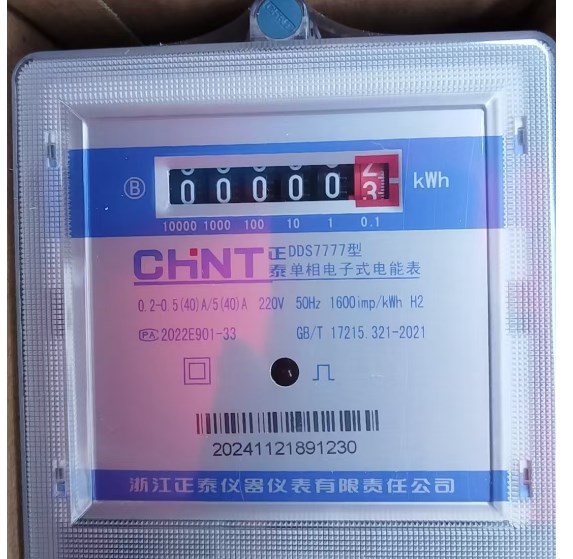 Ⓑ 000003 kWh
10000 1000 100 10 1 0.1
CHNT 正泰 DDS7777型
单相电子式电能表
0.2-0.5(40)A/5(40)A 220V 50Hz 1600imp/kWh H2
PA 2022E901-33 GB/T 17215.321-2021
20241121891230
浙江正泰仪器仪表有限责任公司